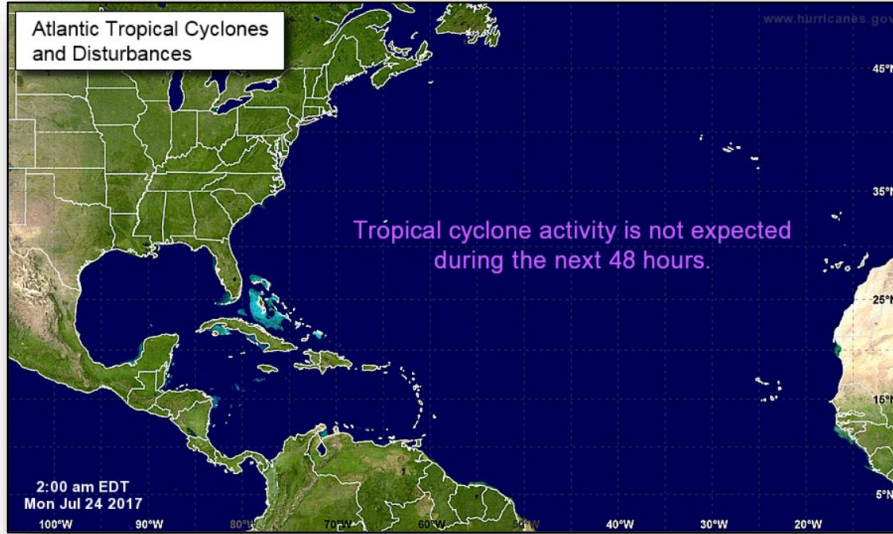 Atlantic Tropical Cyclones
and Disturbances
www.hurricanes.gov
45°N
35°N
Tropical cyclone activity is not expected
during the next 48 hours.
25°N
15°N
2:00 am EDT
Mon Jul 24 2017
5°N
100°W 90°W 80°W 70°W 60°W 50°W 40°W 30°W 20°W